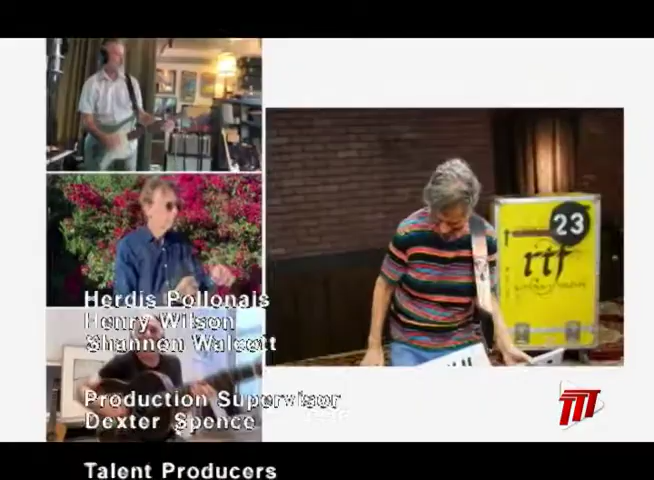 Herdis Pollonais
Henry Wilson
Shannon Walcott
Production Supervisor
Dexter Spence
Talent Producers
23
rtf